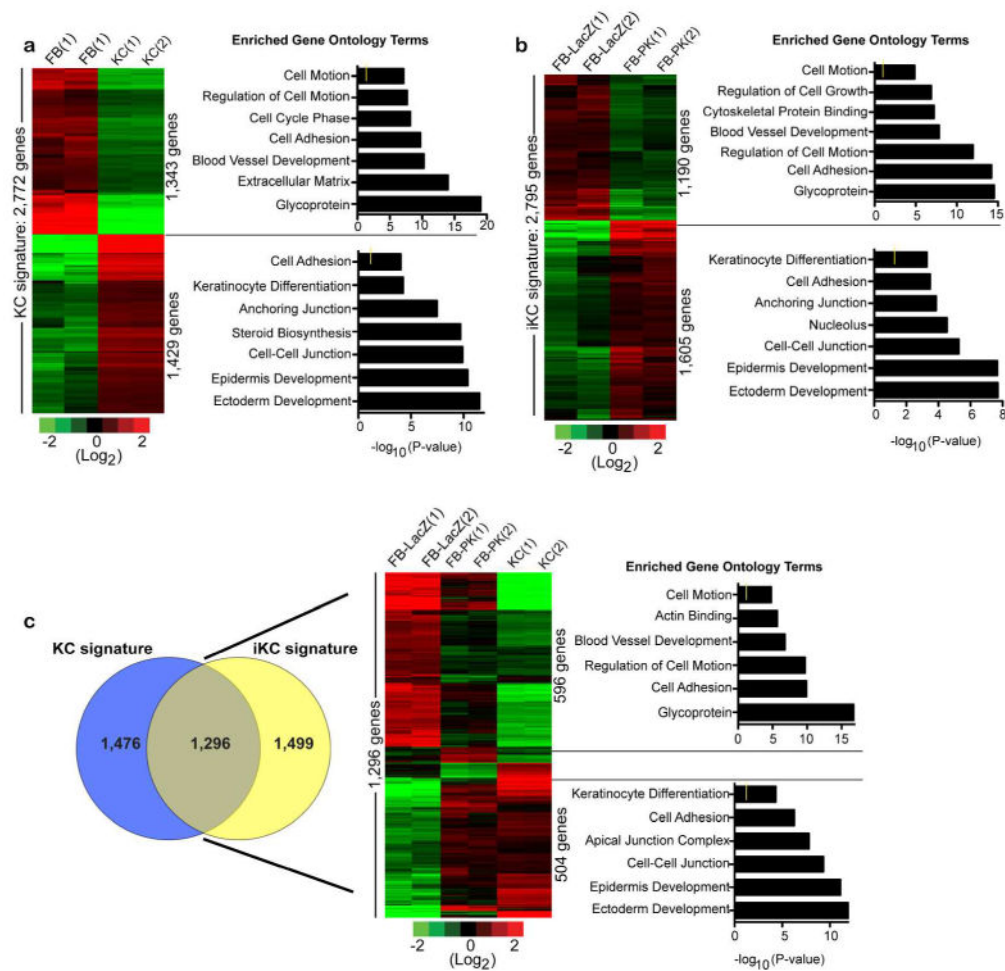 a
FB(1)
FB(1)
KC(1)
KC(2)
KC signature: 2,772 genes
1,343 genes
1,429 genes
-2 0 2
(Log2)
Enriched Gene Ontology Terms
Cell Motion
Regulation of Cell Motion
Cell Cycle Phase
Cell Adhesion
Blood Vessel Development
Extracellular Matrix
Glycoprotein
0 5 10 15 20
Cell Adhesion
Keratinocyte Differentiation
Anchoring Junction
Steroid Biosynthesis
Cell-Cell Junction
Epidermis Development
Ectoderm Development
0 5 10
-log10(P-value)
b
FB-LacZ(1)
FB-LacZ(2)
FB-PK(1)
FB-PK(2)
iKC signature: 2,795 genes
1,190 genes
1,605 genes
-2 0 2
(Log2)
Enriched Gene Ontology Terms
Cell Motion
Regulation of Cell Growth
Cytoskeletal Protein Binding
Blood Vessel Development
Regulation of Cell Motion
Cell Adhesion
Glycoprotein
0 5 10 15
Keratinocyte Differentiation
Cell Adhesion
Anchoring Junction
Nucleolus
Cell-Cell Junction
Epidermis Development
Ectoderm Development
0 2 4 6 8
-log10(P-value)
c
KC signature
iKC signature
1,476
1,296
1,499
FB-LacZ(1)
FB-LacZ(2)
FB-PK(1)
FB-PK(2)
KC(1)
KC(2)
1,296 genes
596 genes
504 genes
-2 0 2
(Log2)
Enriched Gene Ontology Terms
Cell Motion
Actin Binding
Blood Vessel Development
Regulation of Cell Motion
Cell Adhesion
Glycoprotein
0 5 10 15
Keratinocyte Differentiation
Cell Adhesion
Apical Junction Complex
Cell-Cell Junction
Epidermis Development
Ectoderm Development
0 5 10
-log10(P-value)